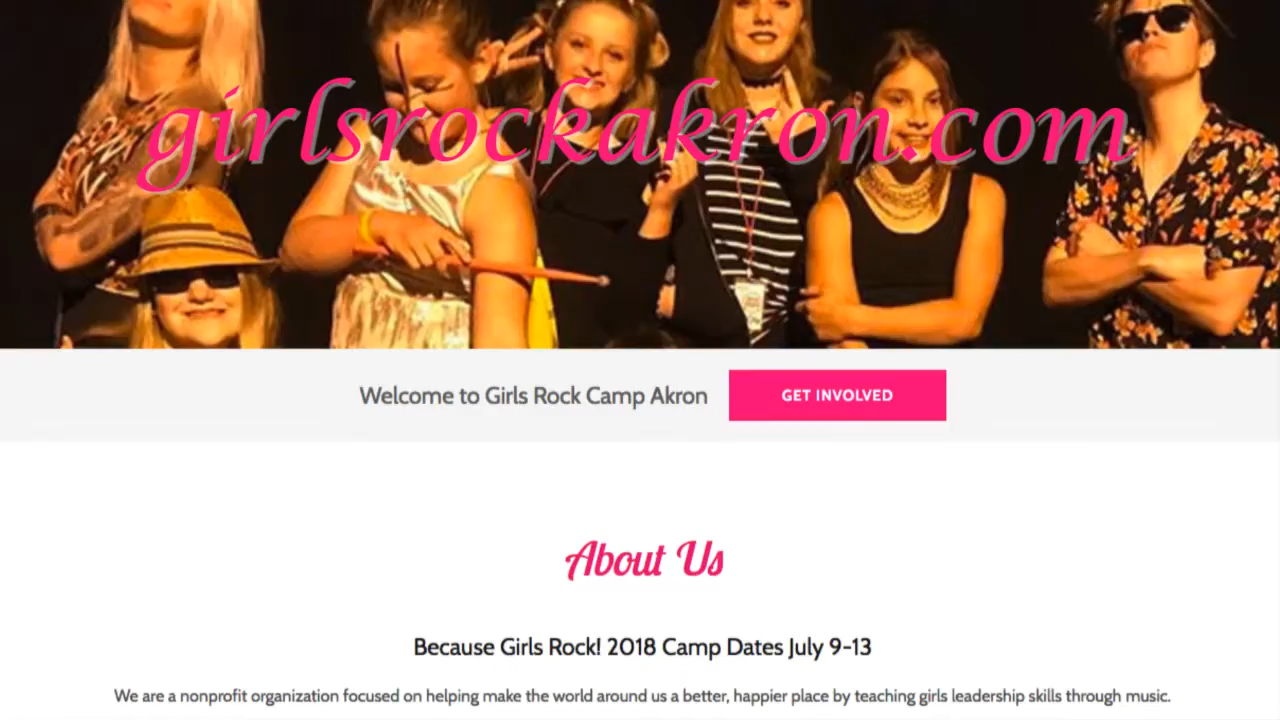 girlsrockakron.com
Welcome to Girls Rock Camp Akron
GET INVOLVED
About Us
Because Girls Rock! 2018 Camp Dates July 9-13
We are a nonprofit organization focused on helping make the world around us a better, happier place by teaching girls leadership skills through music.